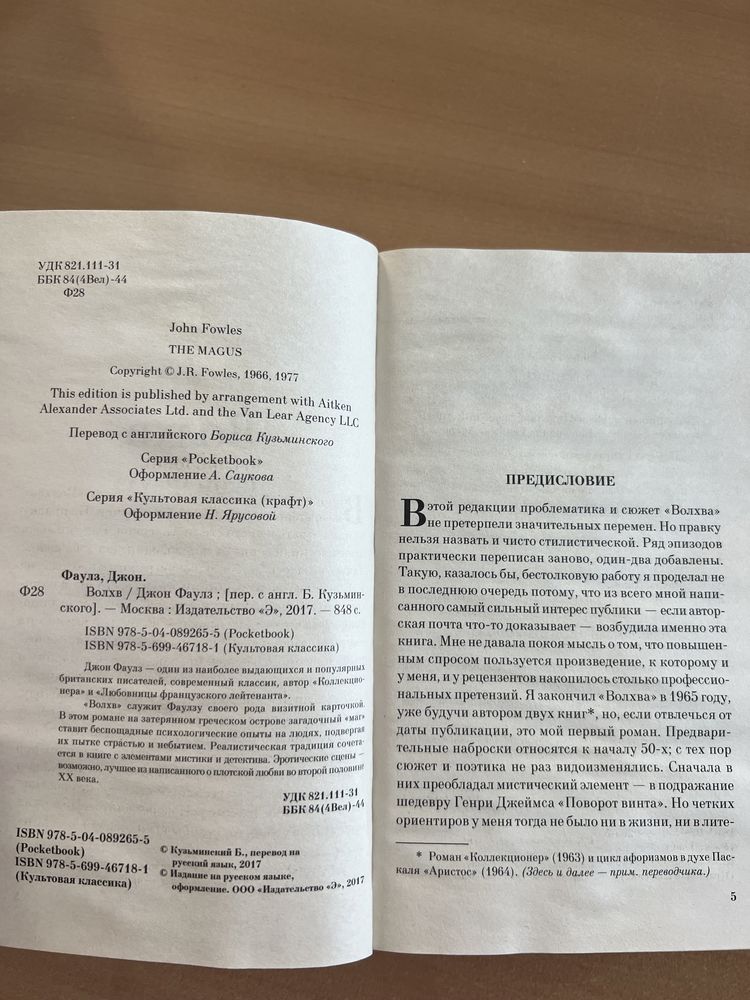 УДК 821.111-31
ББК 84(4Вел)-44
Ф28
John Fowles
THE MAGUS
Copyright © J.R. Fowles, 1966, 1977
This edition is published by arrangement with Aitken
Alexander Associates Ltd. and the Van Lear Agency LLC
Перевод с английского Бориса Кузьминского
Серия «Pocketbook»
Оформление А. Саукова
Серия «Культовая классика (крафт)»
Оформление Н. Ярусовой
Фаулз, Джон.
Ф28 Волхв / Джон Фаулз ; [пер. с англ. Б. Кузьмин-
ского]. — Москва : Издательство «Э», 2017. — 848 с.
ISBN 978-5-04-089265-5 (Pocketbook)
ISBN 978-5-699-46718-1 (Культовая классика)
Джон Фаулз — один из наиболее выдающихся и популярных
британских писателей, современный классик, автор «Коллекцио-
нера» и «Любовницы французского лейтенанта».
«Волхв» служит Фаулзу своего рода визитной карточкой.
В этом романе на затерянном греческом острове загадочный «маг»
ставит беспощадные психологические опыты на людях, подвергая
их пытке страстью и небытием. Реалистическая традиция сочета-
ется в книге с элементами мистики и детектива. Эротические сцены —
возможно, лучшее из написанного о плотской любви во второй половине
XX века.
УДК 821.111-31
ББК 84(4Вел)-44
ISBN 978-5-04-089265-5
(Pocketbook)
ISBN 978-5-699-46718-1
(Культовая классика)
© Кузьминский Б., перевод на
русский язык, 2017
© Издание на русском языке,
оформление. ООО «Издательство «Э», 2017
ПРЕДИСЛОВИЕ
В этой редакции проблематика и сюжет «Волхва»
не претерпели значительных перемен. Но правку
нельзя назвать и чисто стилистической. Ряд эпизодов
практически переписан заново, один-два добавлены.
Такую, казалось бы, бестолковую работу я проделал не
в последнюю очередь потому, что из всего мной напи-
санного самый сильный интерес публики — если автор-
ская почта что-то доказывает — возбудила именно эта
книга. Мне не давала покоя мысль о том, что повышен-
ным спросом пользуется произведение, к которому и
у меня, и у рецензентов накопилось столько профессио-
нальных претензий. Я закончил «Волхва» в 1965 году,
уже будучи автором двух книг*, но, если отвлечься от
даты публикации, это мой первый роман. Предвари-
тельные наброски относятся к началу 50-х; с тех пор
сюжет и поэтика не раз видоизменялись. Сначала в
них преобладал мистический элемент — в подражание
шедевру Генри Джеймса «Поворот винта». Но четких
ориентиров у меня тогда не было ни в жизни, ни в лите-
* Роман «Коллекционер» (1963) и цикл афоризмов в духе Пас-
каля «Аристос» (1964). (Здесь и далее — прим. переводчика.)
5